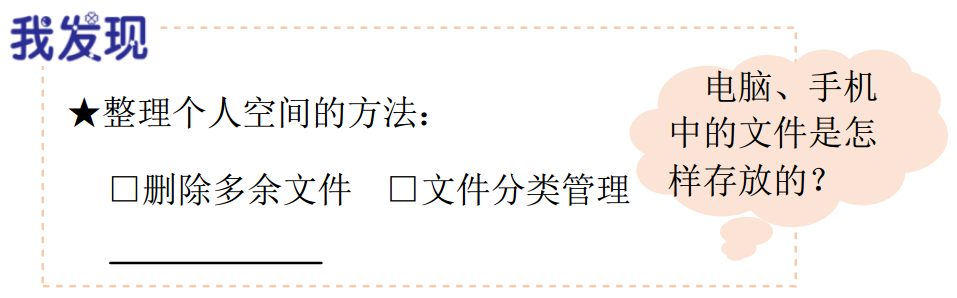 我发现
★整理个人空间的方法：
□删除多余文件 □文件分类管理
电脑、手机
中的文件是怎
样存放的？